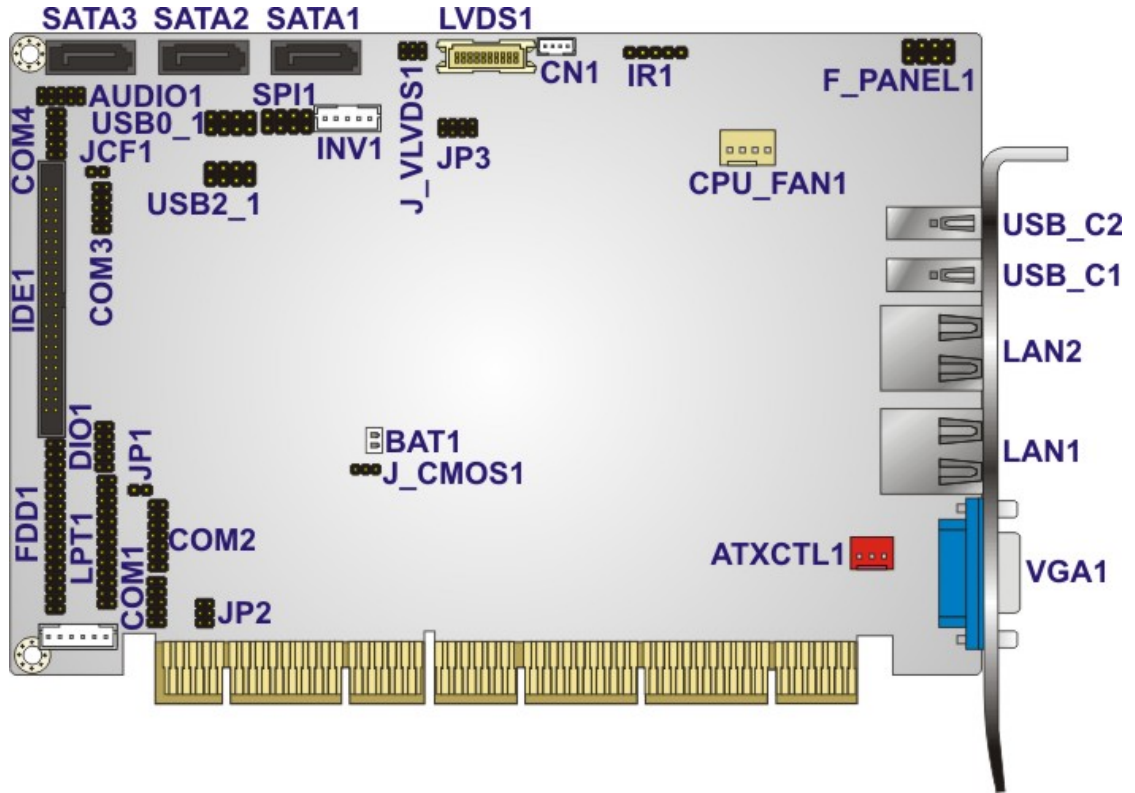 SATA3
SATA2
SATA1
LVDS1
CN1
IR1
F_PANEL1
AUDIO1
SPI1
J_VLVDS1
COM4
USB0_1
JCF1
INV1
JP3
CPU_FAN1
USB2_1
USB_C2
COM3
IDE1
USB_C1
LAN2
DIO1
JP1
BAT1
J_CMOS1
LAN1
FDD1
LPT1
COM1
COM2
ATXCTL1
VGA1
JP2